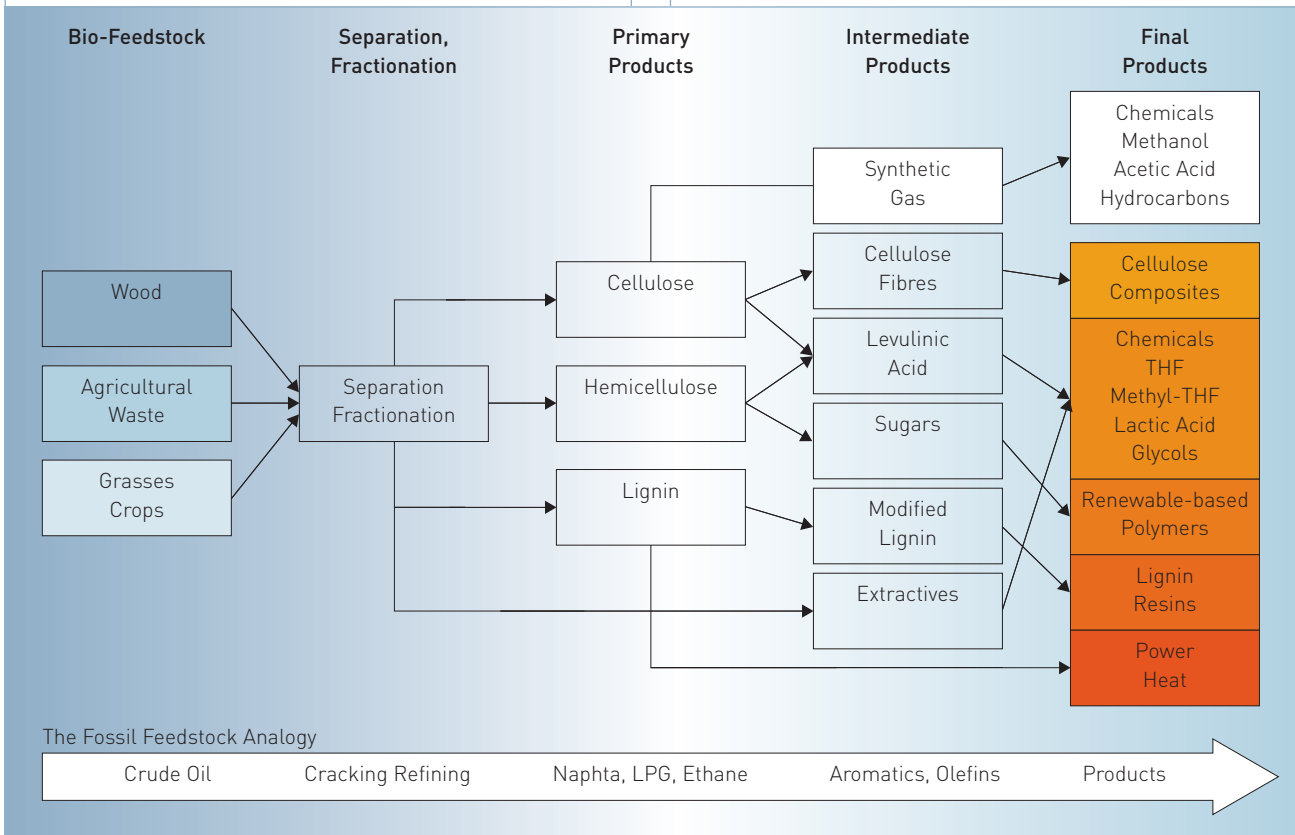 Bio-Feedstock
Separation,
Fractionation
Primary
Products
Intermediate
Products
Final
Products
Wood
Agricultural
Waste
Grasses
Crops
Separation
Fractionation
Cellulose
Hemicellulose
Lignin
Synthetic
Gas
Cellulose
Fibres
Levulinic
Acid
Sugars
Modified
Lignin
Extractives
Chemicals
Methanol
Acetic Acid
Hydrocarbons
Cellulose
Composites
Chemicals
THF
Methyl-THF
Lactic Acid
Glycols
Renewable-based
Polymers
Lignin
Resins
Power
Heat
The Fossil Feedstock Analogy
Crude Oil
Cracking Refining
Naphta, LPG, Ethane
Aromatics, Olefins
Products